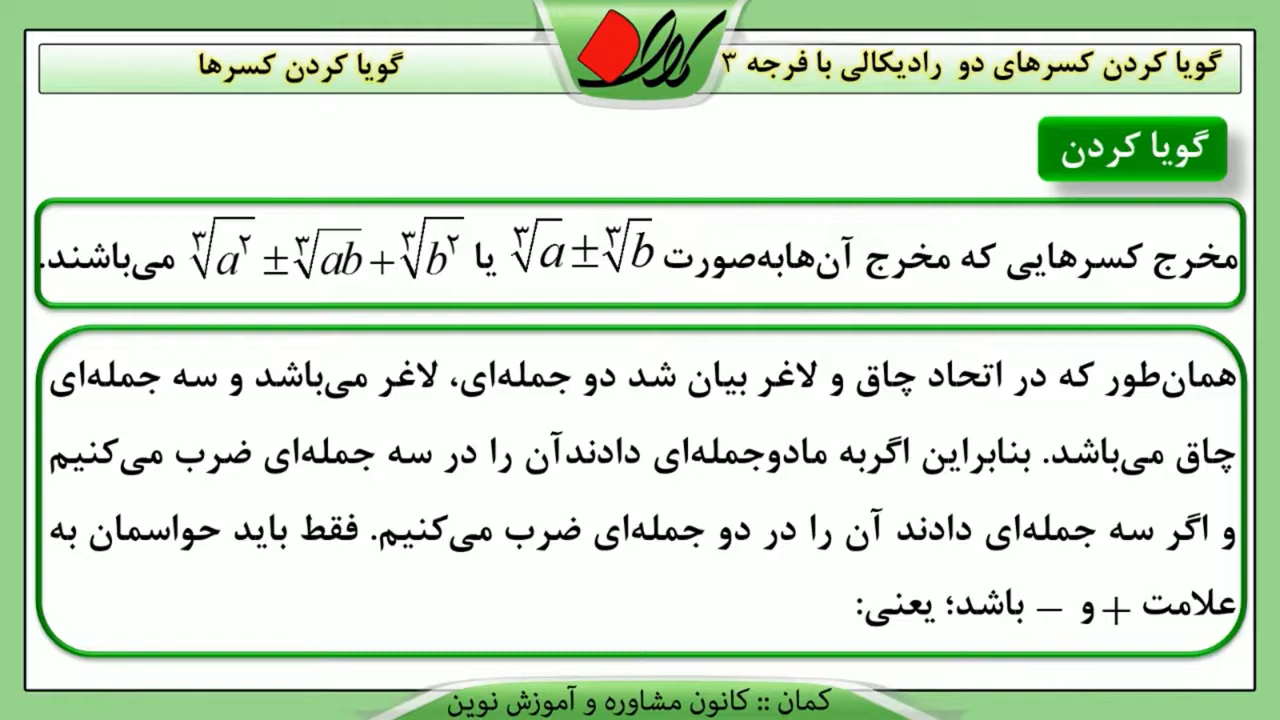 گویا کردن کسرهای دو رادیکالی با فرجه ۳
گویا کردن کسرها
گویا کردن
مخرج کسرهایی که مخرج آن‌هابه‌صورت ∛a ± ∛b یا ∛a² ± ∛ab + ∛b² می‌باشند.
همان‌طور که در اتحاد چاق و لاغر بیان شد دو جمله‌ای، لاغر می‌باشد و سه جمله‌ای
چاق می‌باشد. بنابراین اگربه مادوجمله‌ای دادندآن را در سه جمله‌ای ضرب می‌کنیم
و اگر سه جمله‌ای دادند آن را در دو جمله‌ای ضرب می‌کنیم. فقط باید حواسمان به
علامت + و − باشد؛ یعنی:
کمان :: کانون مشاوره و آموزش نوین